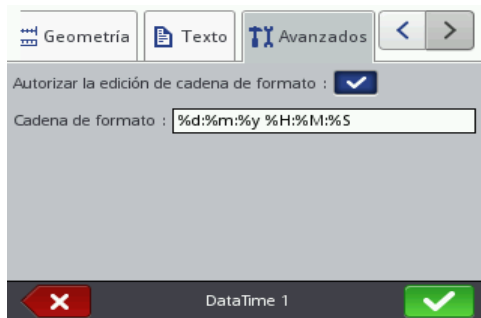 Geometría Texto Avanzados
Autorizar la edición de cadena de formato :
Cadena de formato : %d:%m:%y %H:%M:%S
DataTime 1